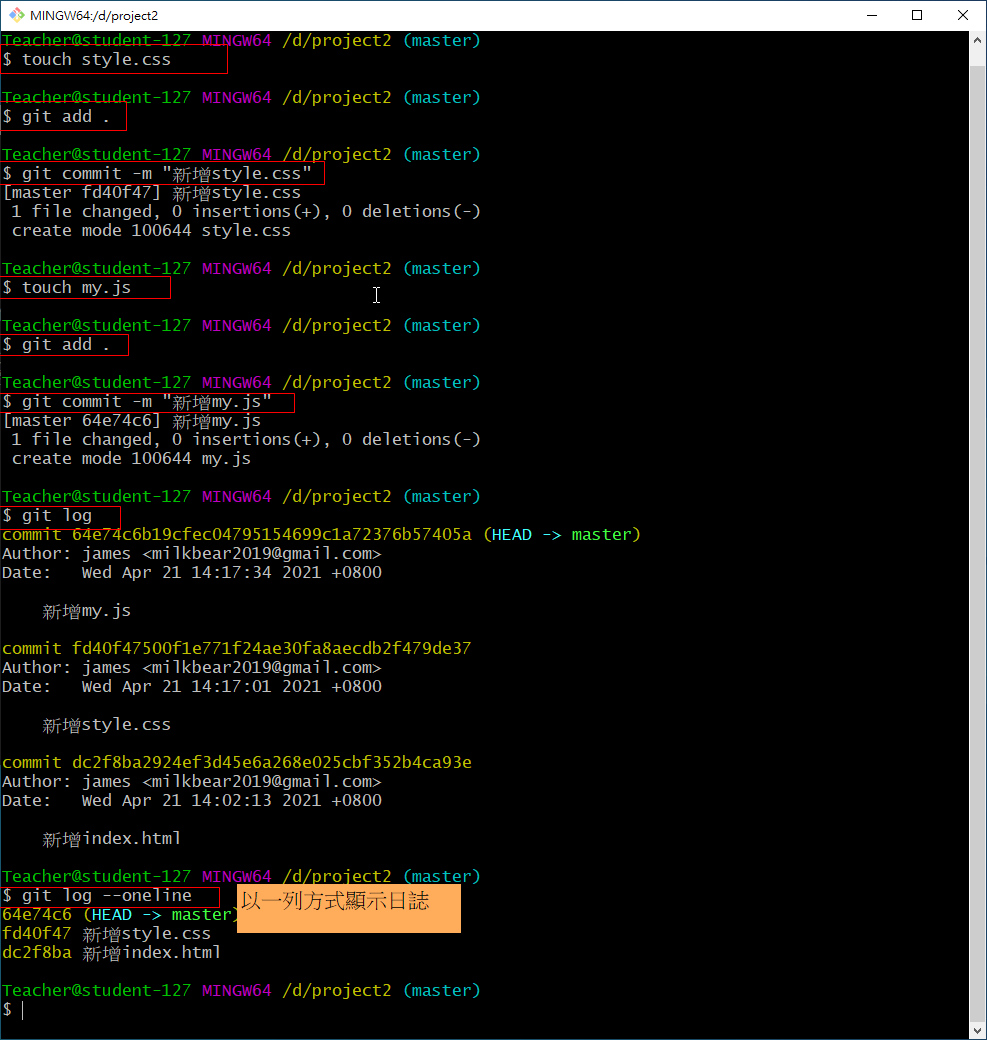 MINGW64:/d/project2
Teacher@student-127 MINGW64 /d/project2 (master)
$ touch style.css
Teacher@student-127 MINGW64 /d/project2 (master)
$ git add .
Teacher@student-127 MINGW64 /d/project2 (master)
$ git commit -m "新增style.css"
[master fd40f47] 新增style.css
 1 file changed, 0 insertions(+), 0 deletions(-)
 create mode 100644 style.css
Teacher@student-127 MINGW64 /d/project2 (master)
$ touch my.js
Teacher@student-127 MINGW64 /d/project2 (master)
$ git add .
Teacher@student-127 MINGW64 /d/project2 (master)
$ git commit -m "新增my.js"
[master 64e74c6] 新增my.js
 1 file changed, 0 insertions(+), 0 deletions(-)
 create mode 100644 my.js
Teacher@student-127 MINGW64 /d/project2 (master)
$ git log
commit 64e74c6b19cfec04795154699c1a72376b57405a (HEAD -> master)
Author: james <milkbear2019@gmail.com>
Date:   Wed Apr 21 14:17:34 2021 +0800
    新增my.js
commit fd40f47500f1e771f24ae30fa8aecdb2f479de37
Author: james <milkbear2019@gmail.com>
Date:   Wed Apr 21 14:17:01 2021 +0800
    新增style.css
commit dc2f8ba2924ef3d45e6a268e025cbf352b4ca93e
Author: james <milkbear2019@gmail.com>
Date:   Wed Apr 21 14:02:13 2021 +0800
    新增index.html
Teacher@student-127 MINGW64 /d/project2 (master)
$ git log --oneline
以一列方式顯示日誌
64e74c6 (HEAD -> master)
fd40f47 新增style.css
dc2f8ba 新增index.html
Teacher@student-127 MINGW64 /d/project2 (master)
$